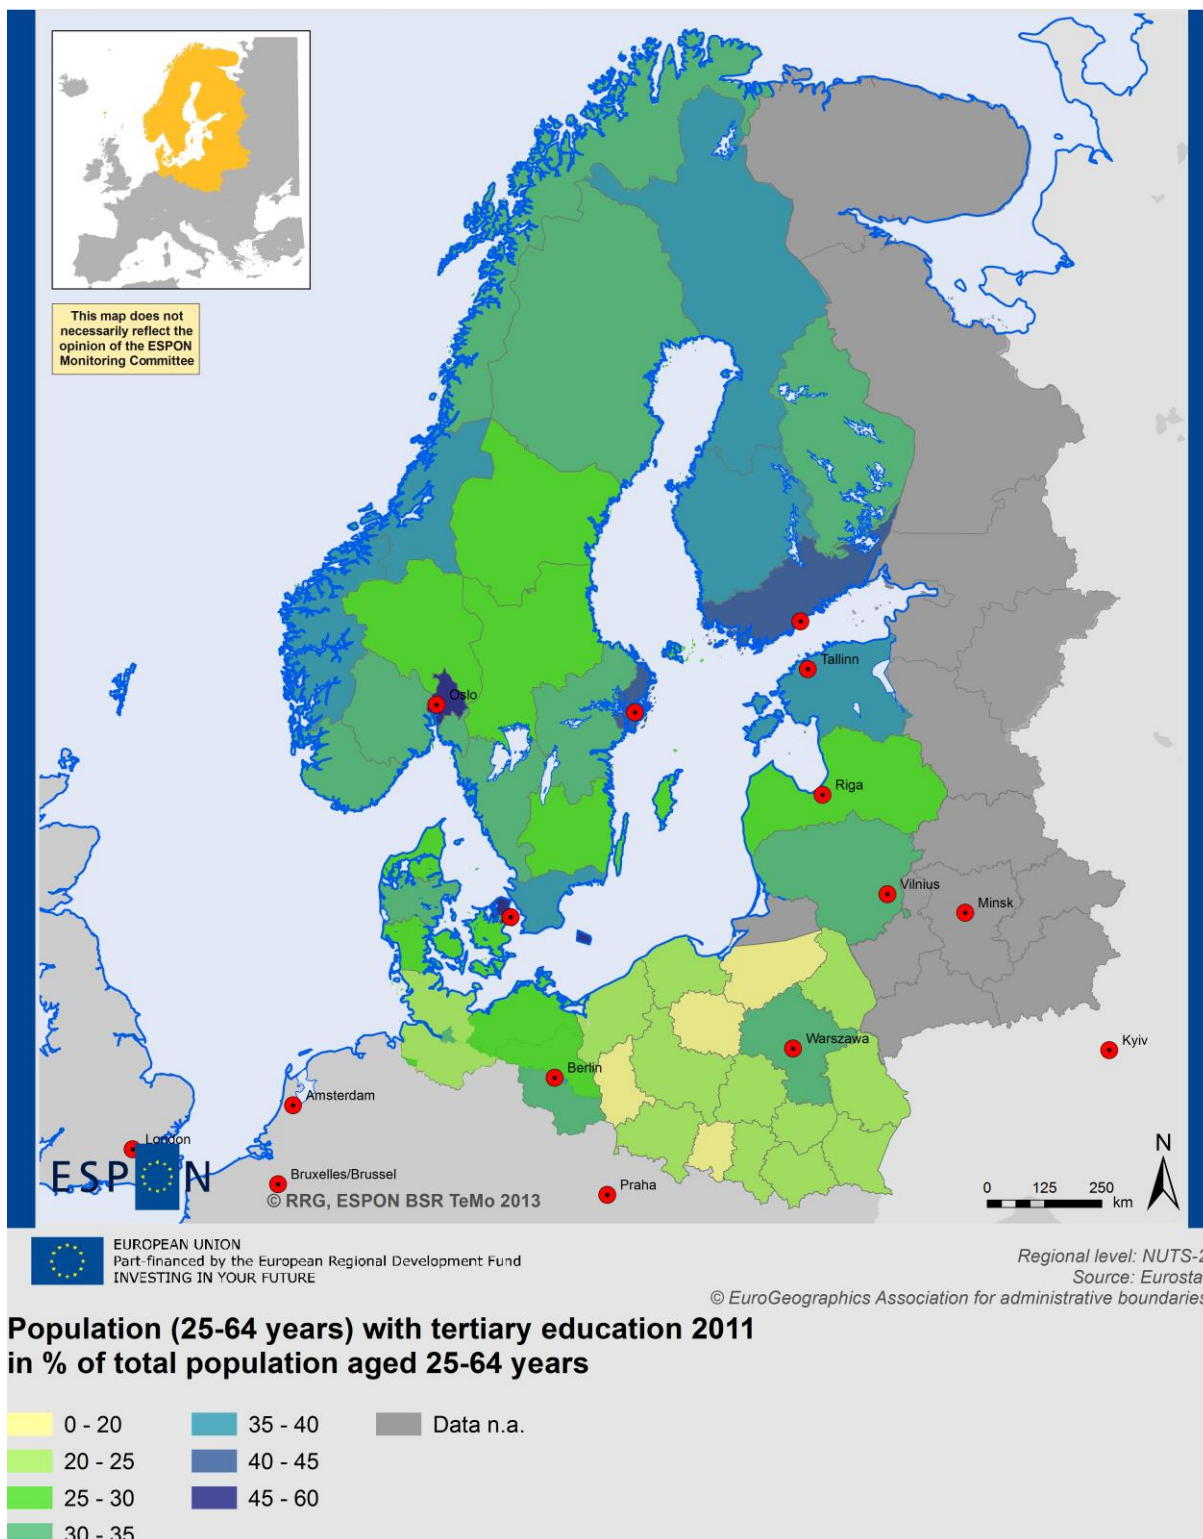 This map does not
necessarily reflect the
opinion of the ESPON
Monitoring Committee
Oslo
Tallinn
Riga
Vilnius
Minsk
Warszawa
Kyiv
Berlin
Amsterdam
London
Bruxelles/Brussel
Praha
ESPON
© RRG, ESPON BSR TeMo 2013
N
0 125 250
km
EUROPEAN UNION
Part-financed by the European Regional Development Fund
INVESTING IN YOUR FUTURE
Regional level: NUTS-2
Source: Eurosta
© EuroGeographics Association for administrative boundaries
Population (25-64 years) with tertiary education 2011
in % of total population aged 25-64 years
0 - 20
20 - 25
25 - 30
30 - 35
35 - 40
40 - 45
45 - 60
Data n.a.